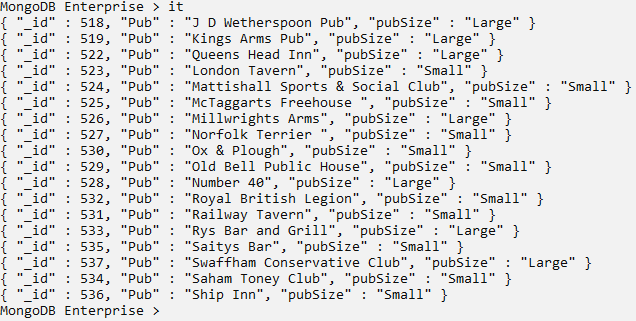 MongoDB Enterprise > it
{ "_id" : 518, "Pub" : "J D Wetherspoon Pub", "pubSize" : "Large" }
{ "_id" : 519, "Pub" : "Kings Arms Pub", "pubSize" : "Large" }
{ "_id" : 522, "Pub" : "Queens Head Inn", "pubSize" : "Large" }
{ "_id" : 523, "Pub" : "London Tavern", "pubSize" : "Small" }
{ "_id" : 524, "Pub" : "Mattishall Sports & Social Club", "pubSize" : "Small" }
{ "_id" : 525, "Pub" : "McTaggarts Freehouse ", "pubSize" : "Small" }
{ "_id" : 526, "Pub" : "Millwrights Arms", "pubSize" : "Large" }
{ "_id" : 527, "Pub" : "Norfolk Terrier ", "pubSize" : "Small" }
{ "_id" : 530, "Pub" : "Ox & Plough", "pubSize" : "Small" }
{ "_id" : 529, "Pub" : "Old Bell Public House", "pubSize" : "Small" }
{ "_id" : 528, "Pub" : "Number 40", "pubSize" : "Large" }
{ "_id" : 532, "Pub" : "Royal British Legion", "pubSize" : "Small" }
{ "_id" : 531, "Pub" : "Railway Tavern", "pubSize" : "Small" }
{ "_id" : 533, "Pub" : "Rys Bar and Grill", "pubSize" : "Large" }
{ "_id" : 535, "Pub" : "Saitys Bar", "pubSize" : "Small" }
{ "_id" : 537, "Pub" : "Swaffham Conservative Club", "pubSize" : "Large" }
{ "_id" : 534, "Pub" : "Saham Toney Club", "pubSize" : "Small" }
{ "_id" : 536, "Pub" : "Ship Inn", "pubSize" : "Small" }
MongoDB Enterprise >